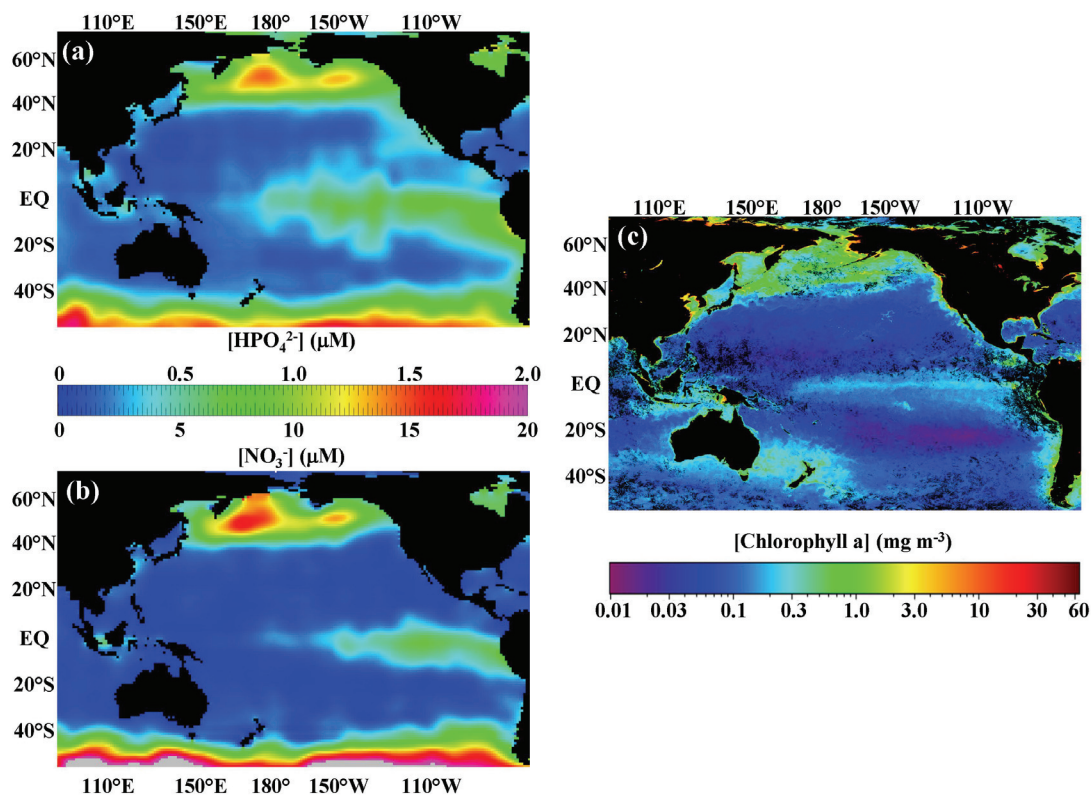 110°E 150°E 180° 150°W 110°W
(a)
60°N
40°N
20°N
EQ
20°S
40°S
[HPO₄²⁻] (µM)
0 0.5 1.0 1.5 2.0
0 5 10 15 20
[NO₃⁻] (µM)
(b)
60°N
40°N
20°N
EQ
20°S
40°S
110°E 150°E 180° 150°W 110°W
110°E 150°E 180° 150°W 110°W
(c)
60°N
40°N
20°N
EQ
20°S
40°S
[Chlorophyll a] (mg m⁻³)
0.01 0.03 0.1 0.3 1.0 3.0 10 30 60